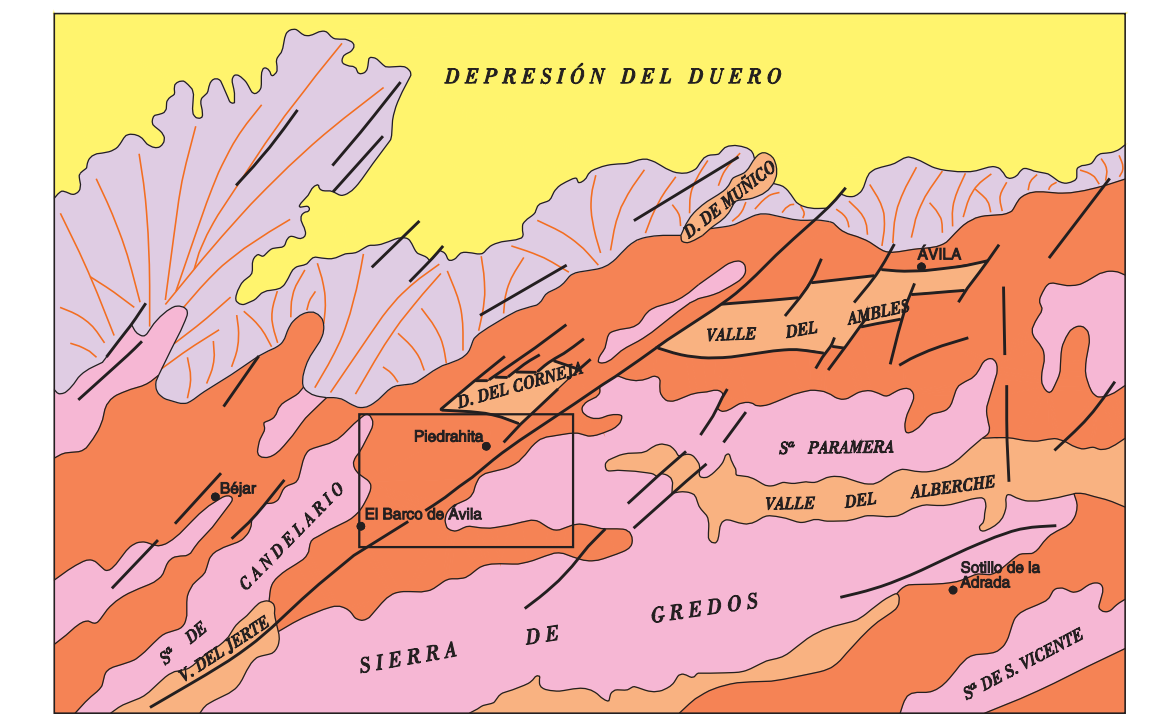 DEPRESIÓN DEL DUERO
D. DE MUÑICO
ÁVILA
VALLE DEL AMBLES
D. DEL CORNEJA
Piedrahita
Sª PARAMERA
Béjar
El Barco de Ávila
VALLE DEL ALBERCHE
Sª DE CANDELARIO
Sotillo de la
Adrada
V. DEL JERTE
SIERRA DE GREDOS
Sª DE S. VICENTE